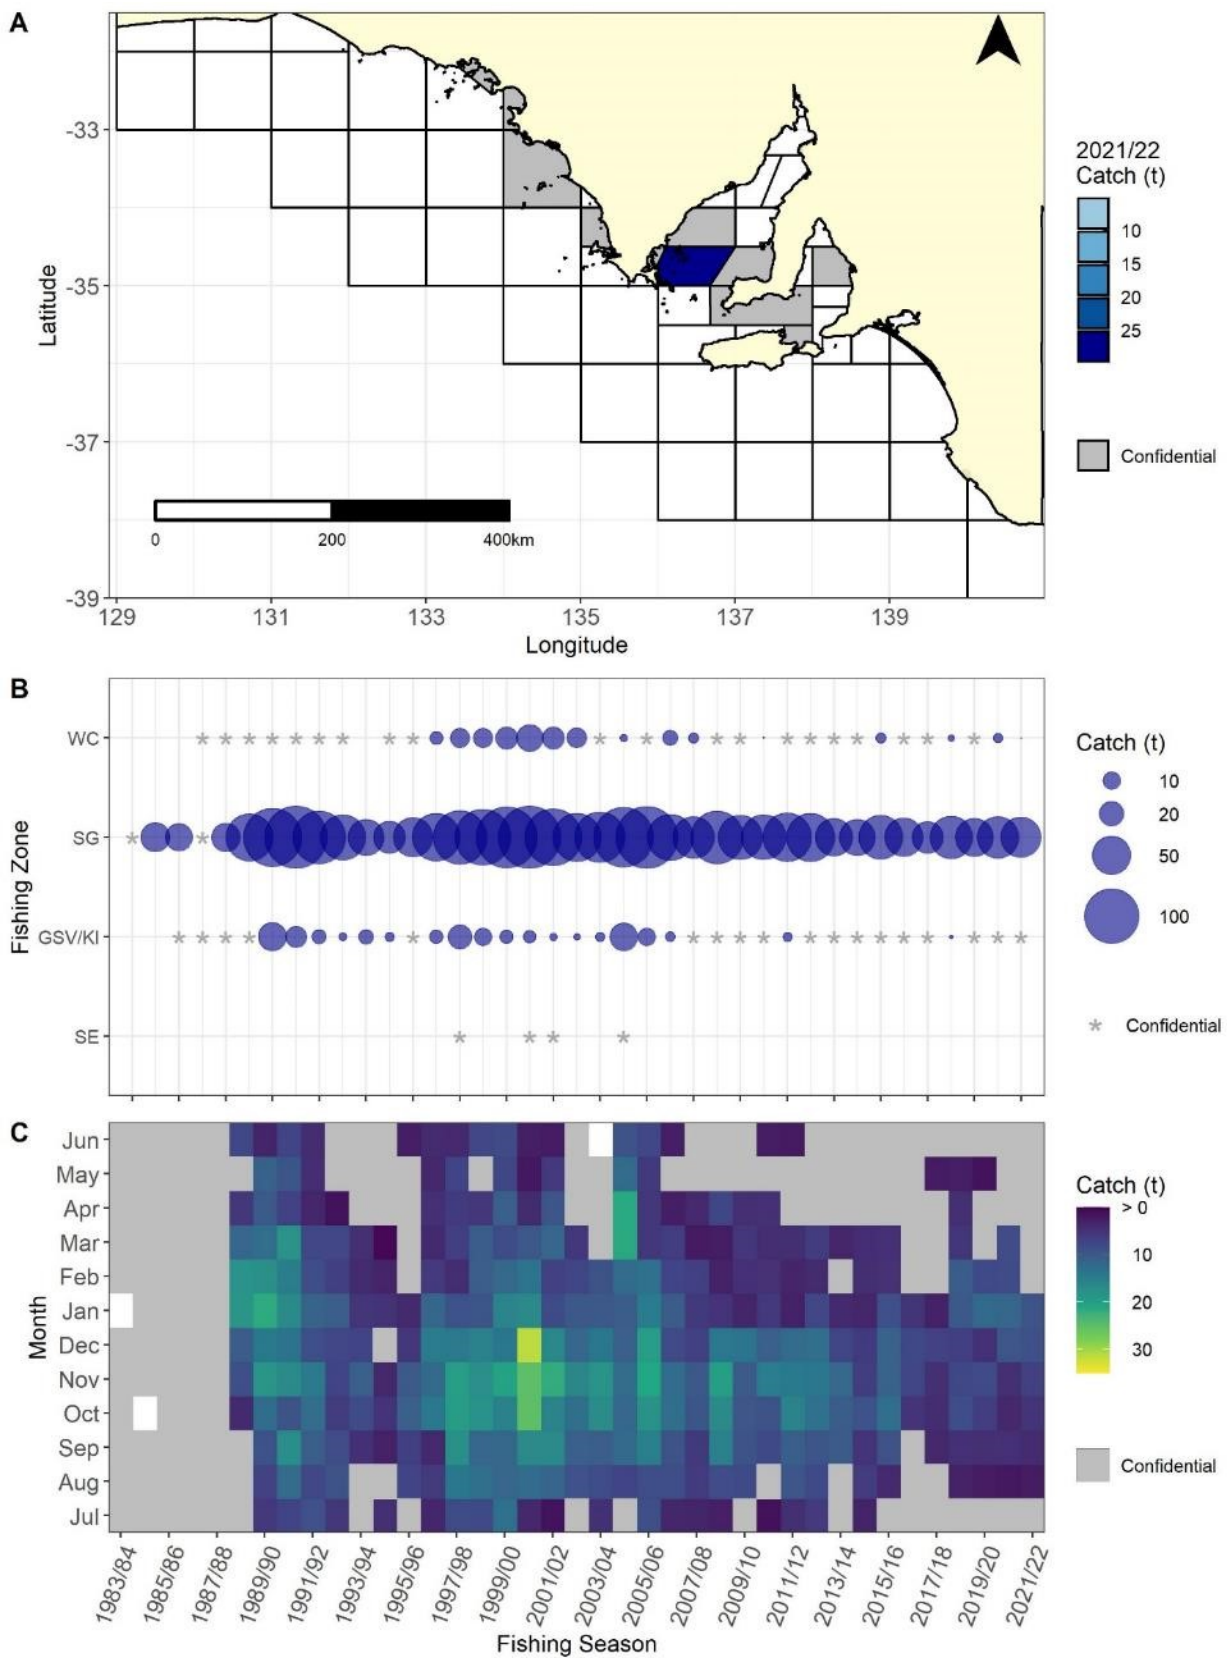 A
-33
-35
-37
-39
Latitude
129
131
133
135
137
139
Longitude
0
200
400km
2021/22
Catch (t)
10
15
20
25
Confidential
B
WC
SG
GSV/KI
SE
Fishing Zone
Catch (t)
10
20
50
100
* Confidential
C
Jun
May
Apr
Mar
Feb
Jan
Dec
Nov
Oct
Sep
Aug
Jul
Month
1983/84
1985/86
1987/88
1989/90
1991/92
1993/94
1995/96
1997/98
1999/00
2001/02
2003/04
2005/06
2007/08
2009/10
2011/12
2013/14
2015/16
2017/18
2019/20
2021/22
Fishing Season
Catch (t)
> 0
10
20
30
Confidential